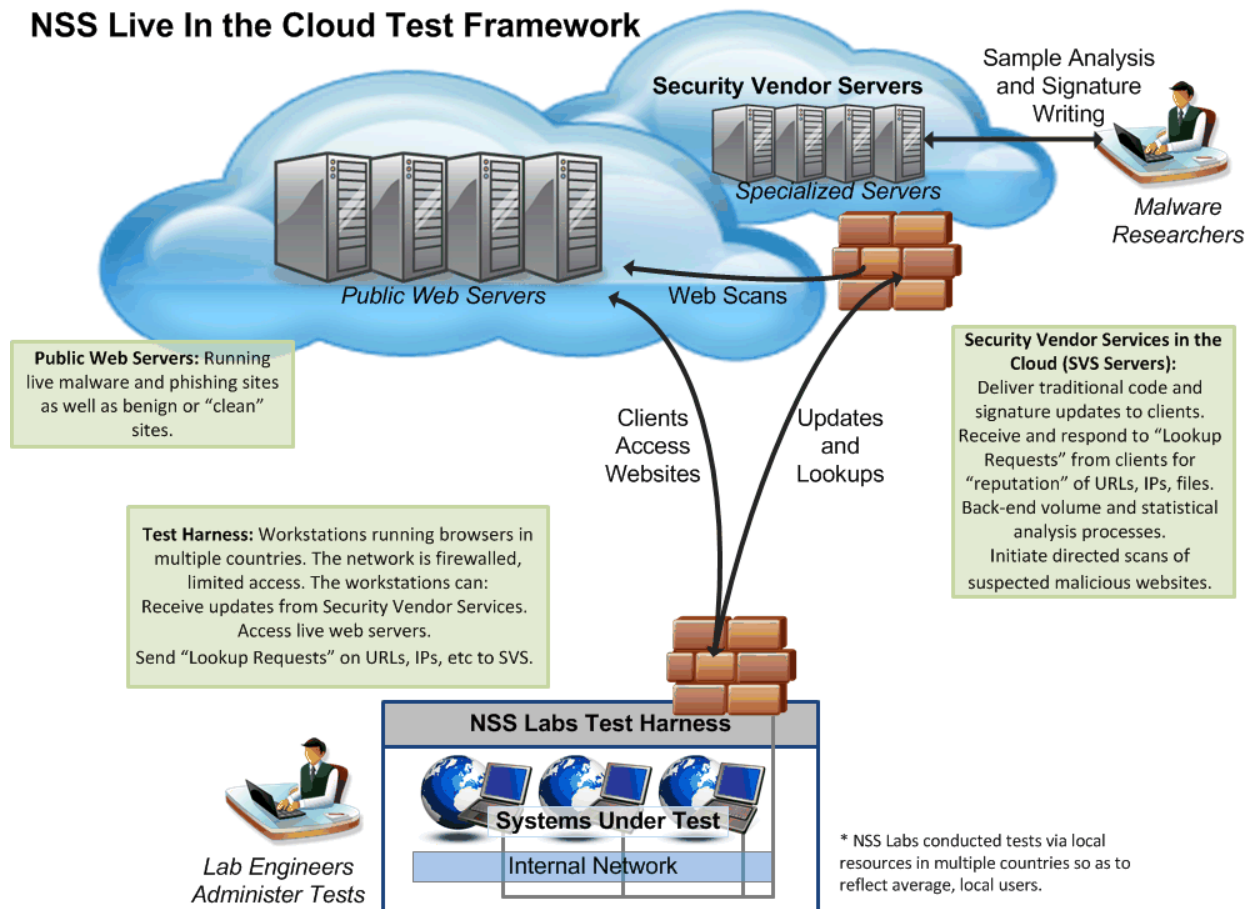 NSS Live In the Cloud Test Framework
Security Vendor Servers
Specialized Servers
Sample Analysis
and Signature
Writing
Malware
Researchers
Public Web Servers
Web Scans
Public Web Servers: Running
live malware and phishing sites
as well as benign or “clean”
sites.
Clients
Access
Websites
Updates
and
Lookups
Security Vendor Services in the
Cloud (SVS Servers):
Deliver traditional code and
signature updates to clients.
Receive and respond to “Lookup
Requests” from clients for
“reputation” of URLs, IPs, files.
Back-end volume and statistical
analysis processes.
Initiate directed scans of
suspected malicious websites.
Test Harness: Workstations running browsers in
multiple countries. The network is firewalled,
limited access. The workstations can:
Receive updates from Security Vendor Services.
Access live web servers.
Send “Lookup Requests” on URLs, IPs, etc to SVS.
NSS Labs Test Harness
Systems Under Test
Internal Network
Lab Engineers
Administer Tests
* NSS Labs conducted tests via local
resources in multiple countries so as to
reflect average, local users.